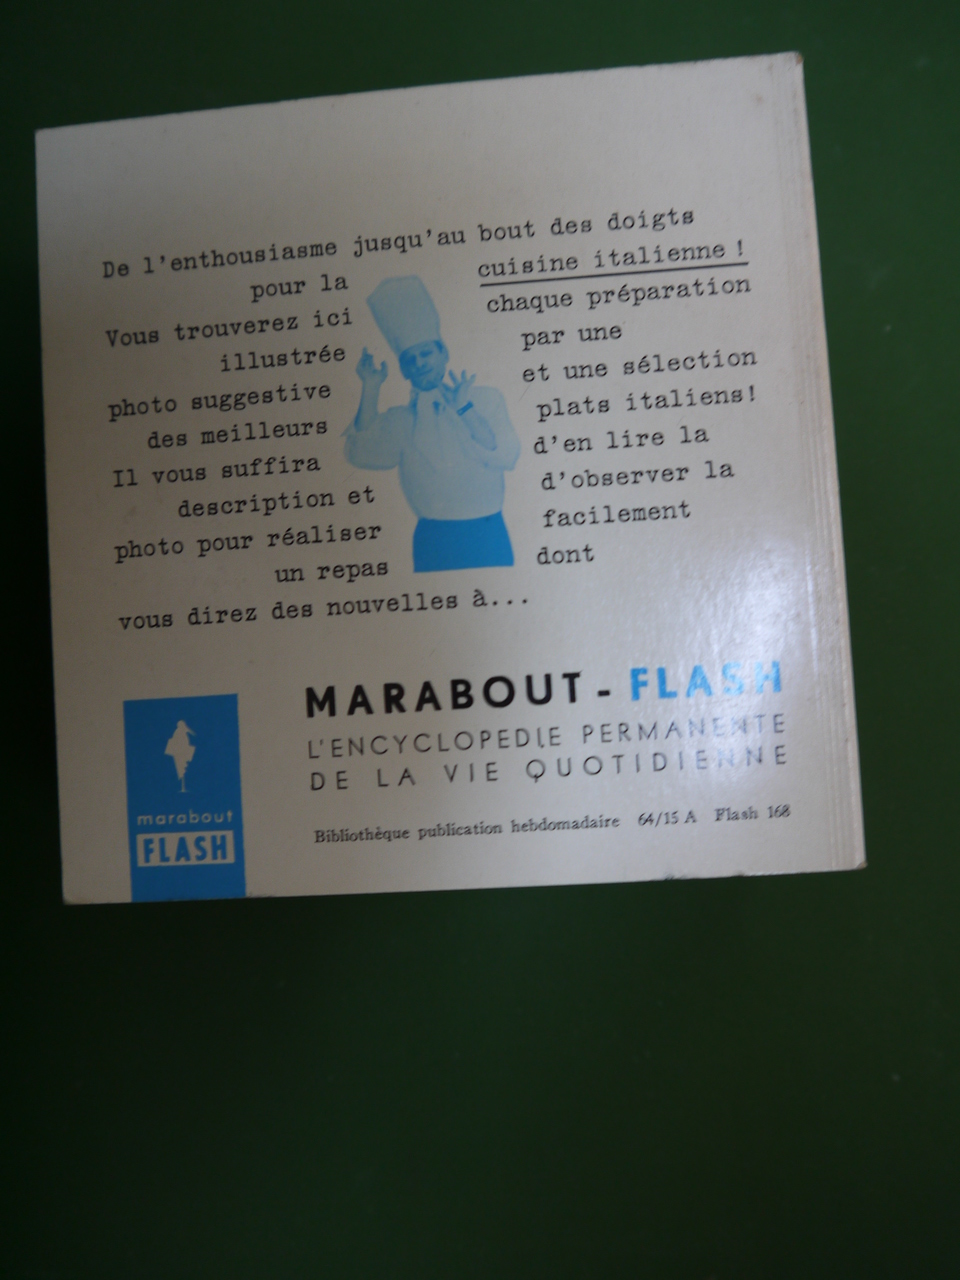 De l'enthousiasme jusqu'au bout des doigts
pour la cuisine italienne !
Vous trouverez ici chaque préparation
illustrée par une
photo suggestive et une sélection
des meilleurs plats italiens!
Il vous suffira d'en lire la
description et d'observer la
photo pour réaliser facilement
un repas dont
vous direz des nouvelles à...
MARABOUT - FLASH
L'ENCYCLOPEDIE PERMANENTE
DE LA VIE QUOTIDIENNE
Bibliothèque publication hebdomadaire 64/15 A Flash 168
marabout
FLASH